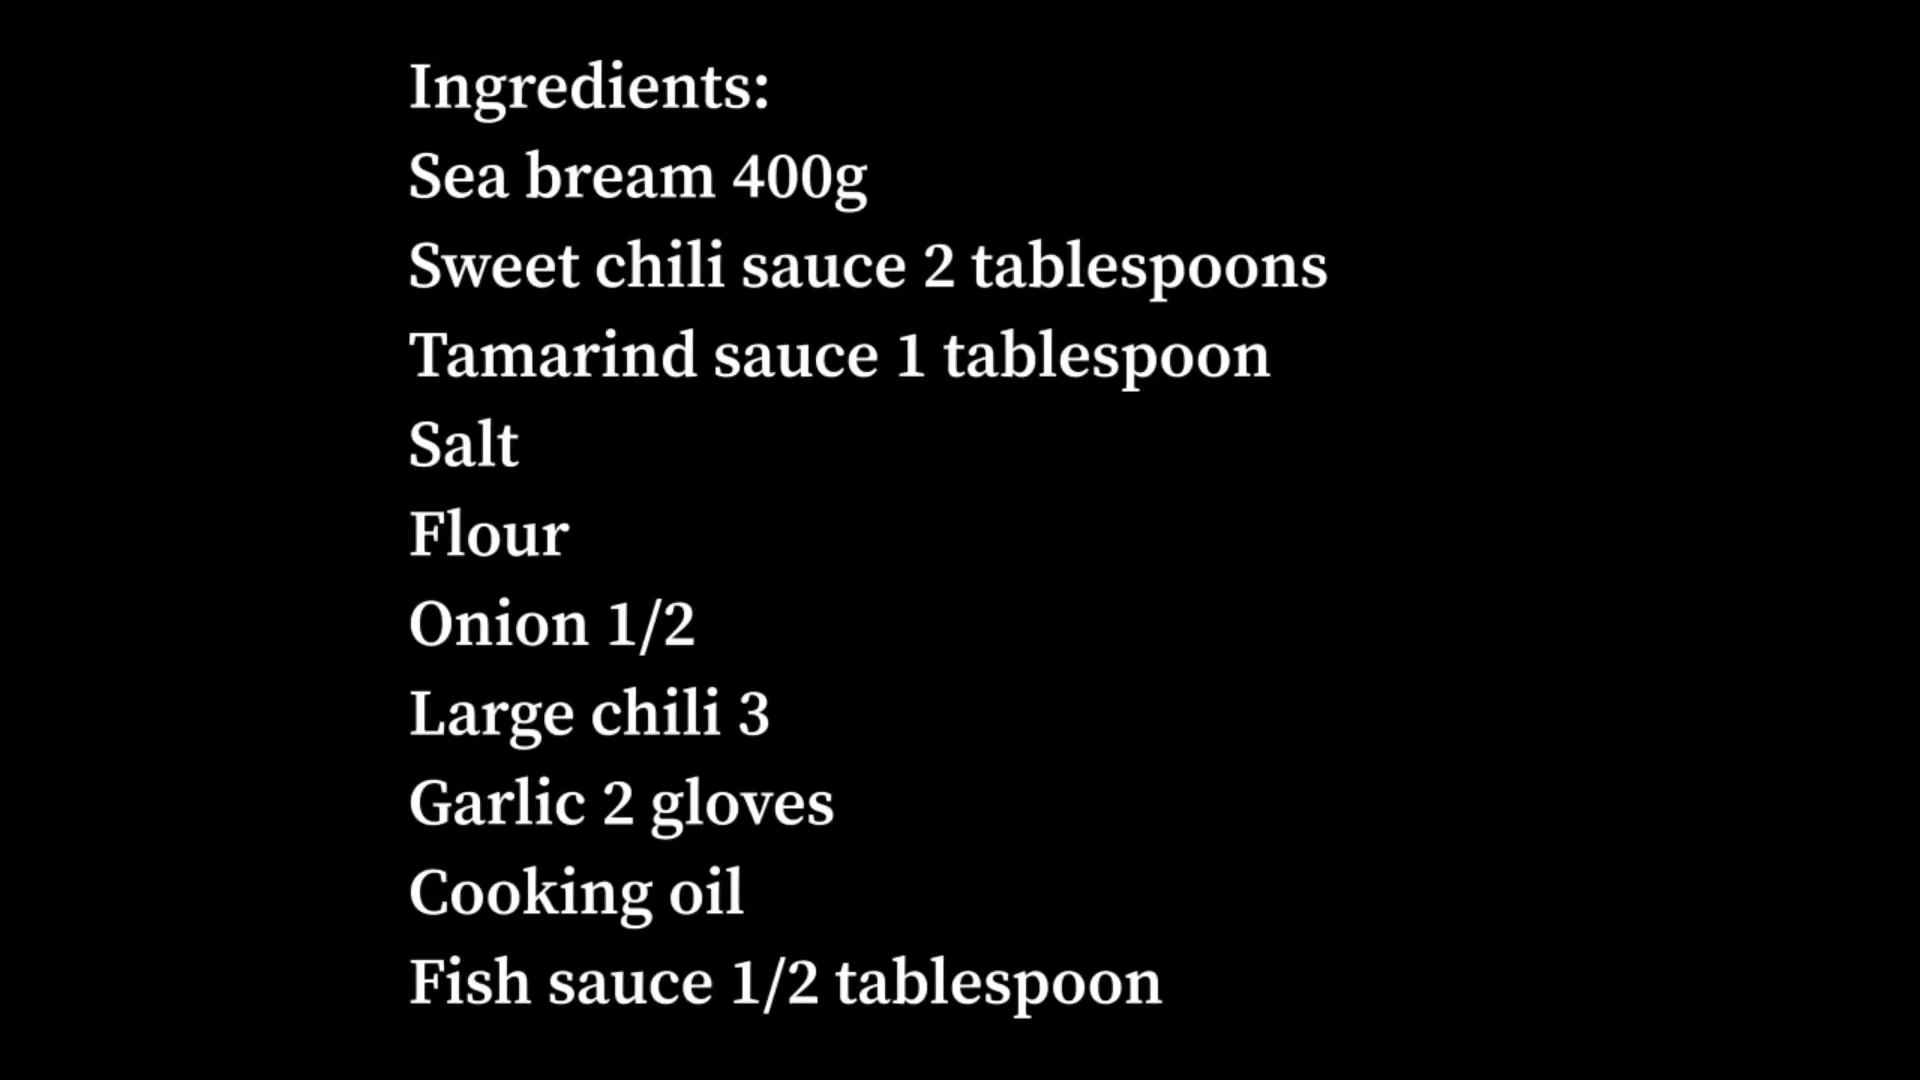 Ingredients:
Sea bream 400g
Sweet chili sauce 2 tablespoons
Tamarind sauce 1 tablespoon
Salt
Flour
Onion 1/2
Large chili 3
Garlic 2 gloves
Cooking oil
Fish sauce 1/2 tablespoon